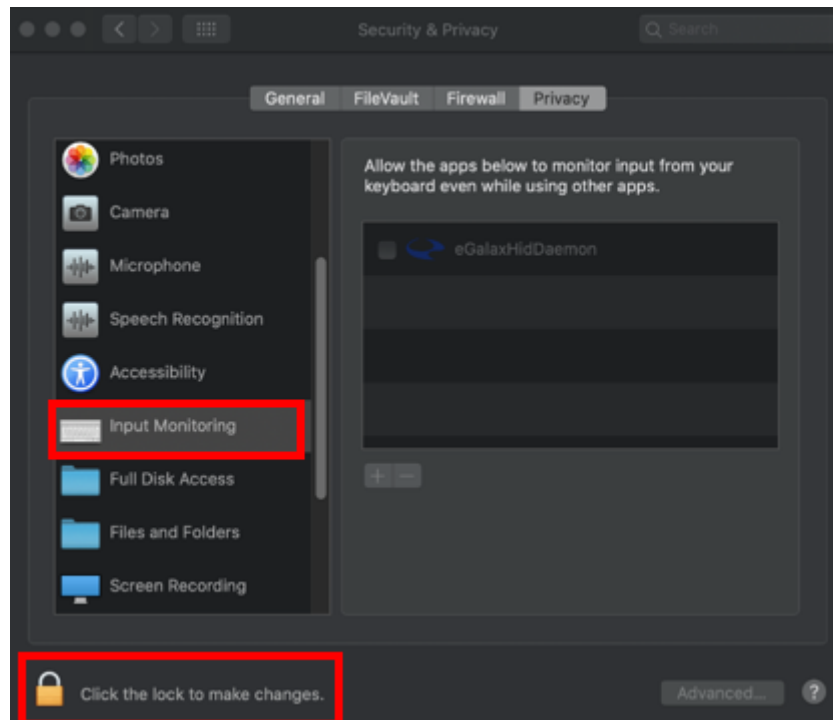 Security & Privacy
Search
General FileVault Firewall Privacy
Photos
Camera
Microphone
Speech Recognition
Accessibility
Input Monitoring
Full Disk Access
Files and Folders
Screen Recording
Allow the apps below to monitor input from your
keyboard even while using other apps.
eGalaxHidDaemon
+ −
Click the lock to make changes.
Advanced...
?